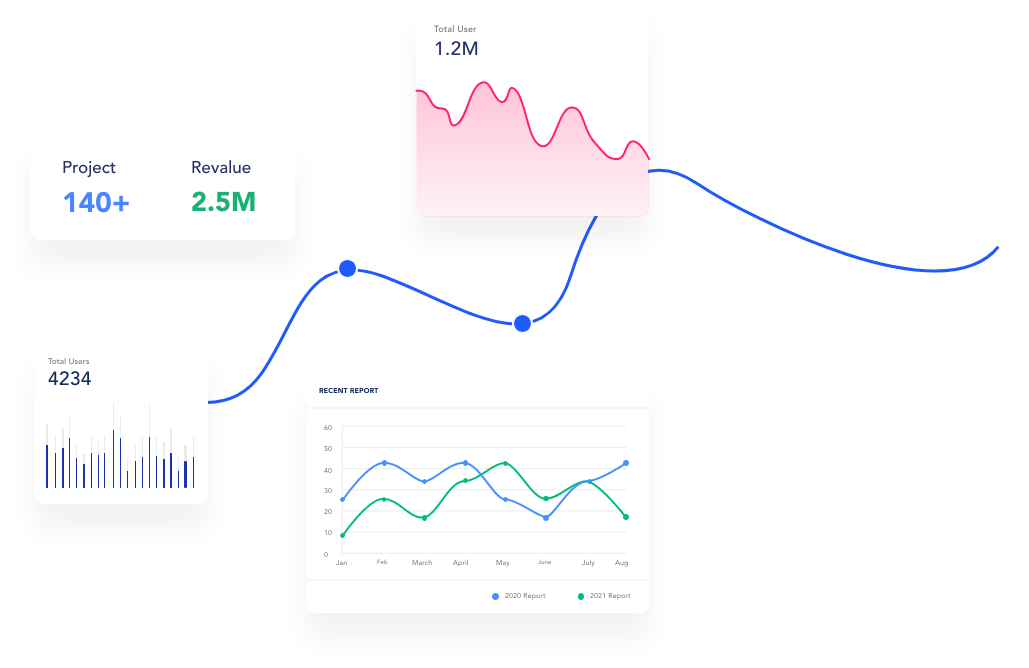 Total User
1.2M
Project
140+
Revalue
2.5M
Total Users
4234
RECENT REPORT
60
50
40
30
20
10
0
Jan Feb March April May June July Aug
2020 Report 2021 Report